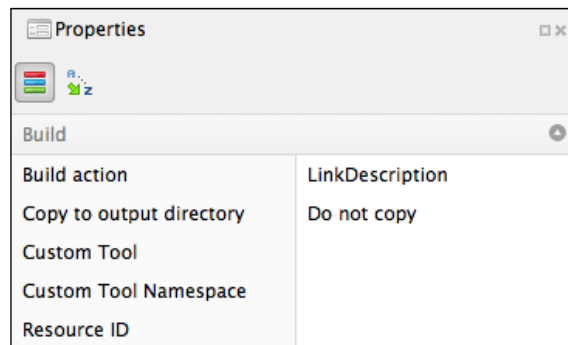 Properties
A
Z
Build
Build action LinkDescription
Copy to output directory Do not copy
Custom Tool
Custom Tool Namespace
Resource ID